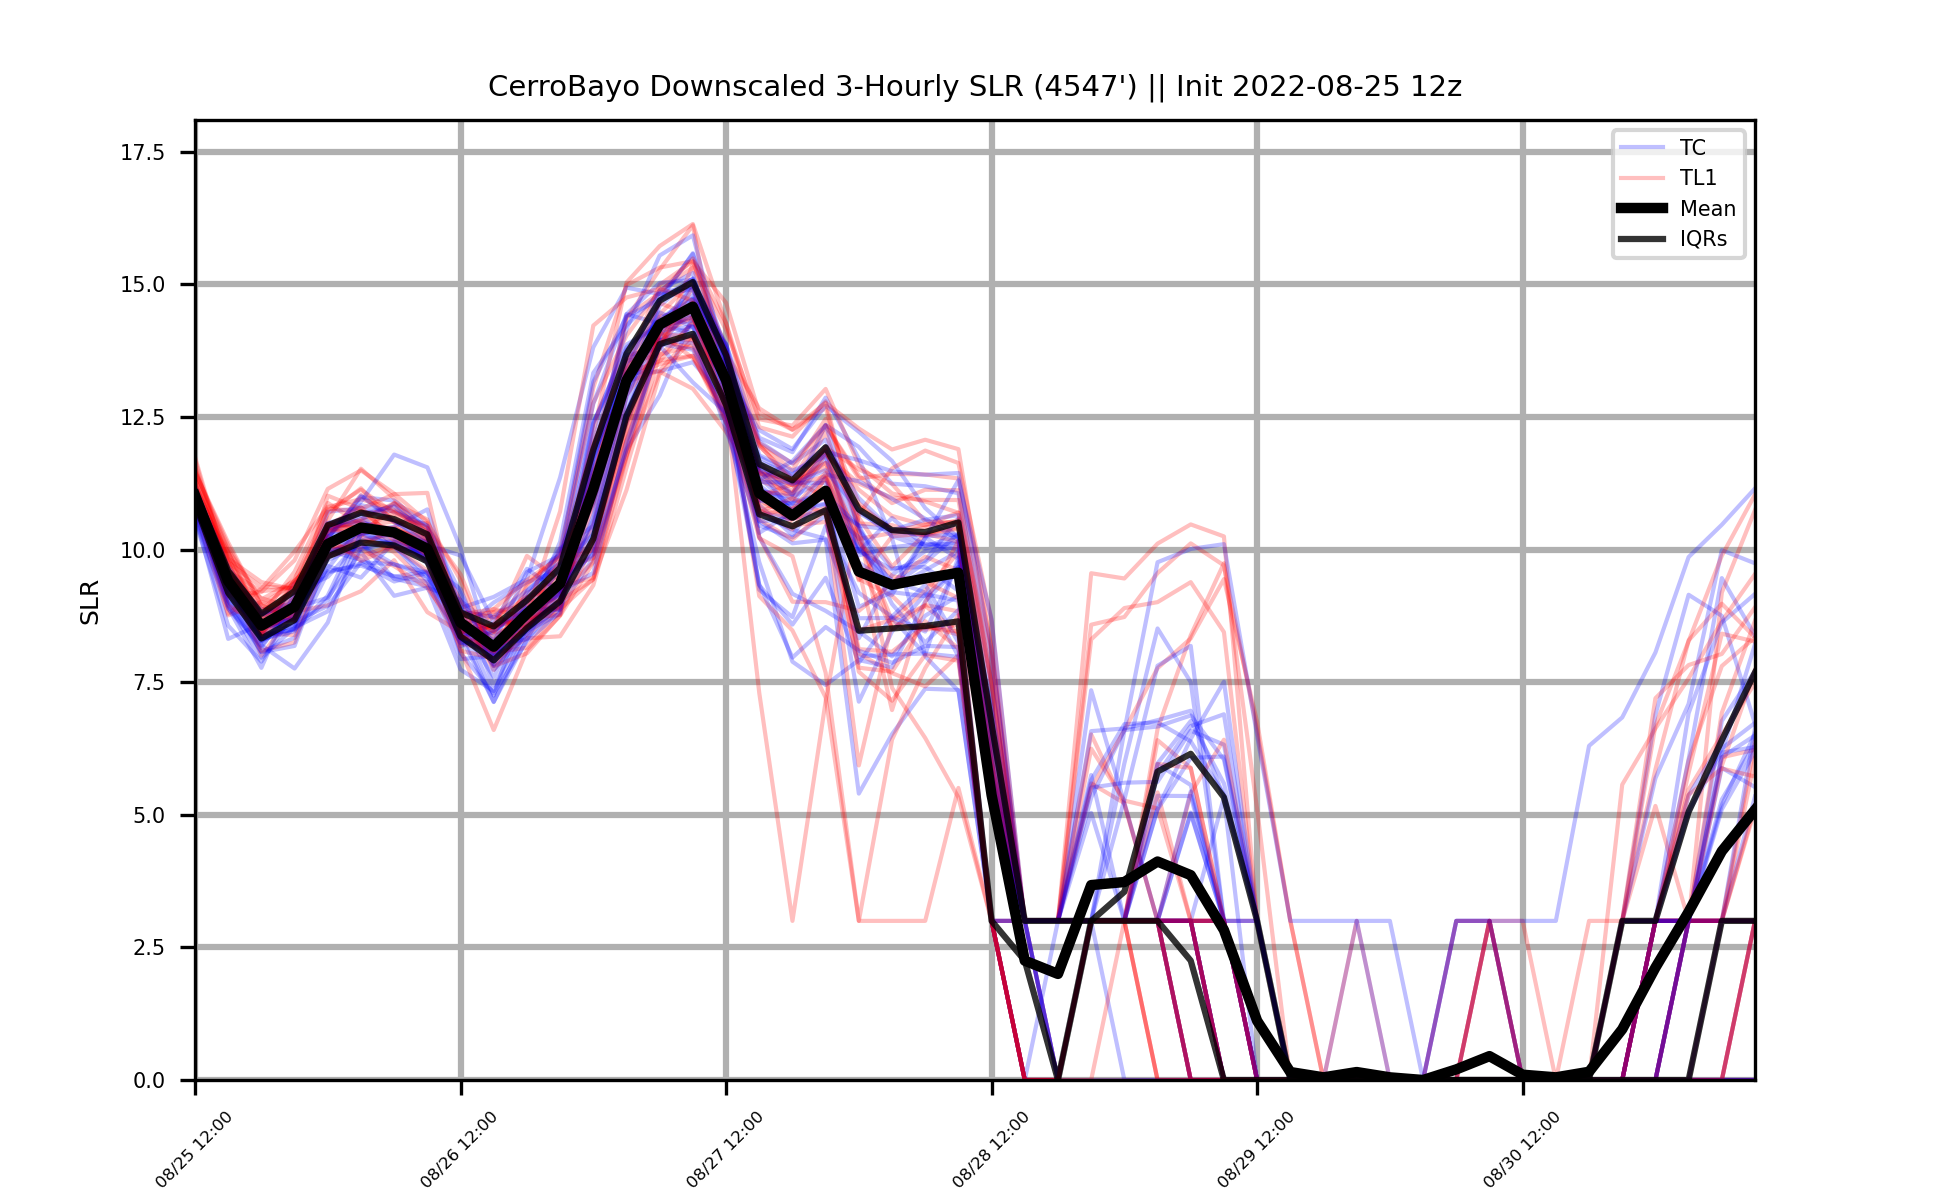 CerroBayo Downscaled 3-Hourly SLR (4547') || Init 2022-08-25 12z
17.5
15.0
12.5
10.0
7.5
5.0
2.5
0.0
SLR
TC
TL1
Mean
IQRs
08/25 12:00
08/26 12:00
08/27 12:00
08/28 12:00
08/29 12:00
08/30 12:00